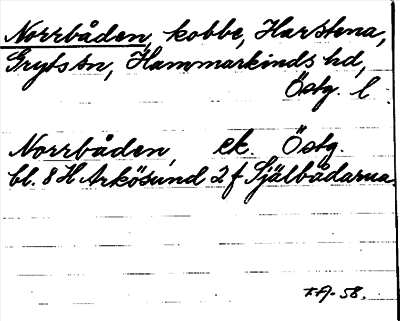 Norrbåden, kobbe, Harstena,
Gryts sn, Hammarkinds hd,
Östg. l.
Norrbåden, ek. Östg.
bl. 8 H Arkösund 2 f Själbådarna.
I.A. 58.